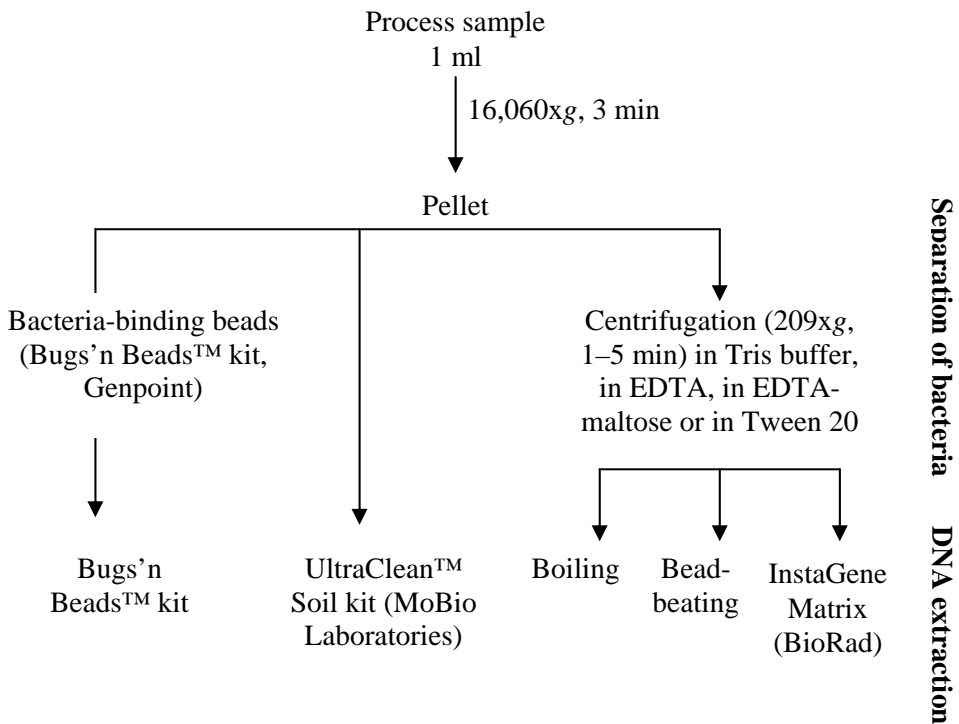 Process sample
1 ml
16,060xg, 3 min
Pellet
Bacteria-binding beads
(Bugs’n Beads™ kit,
Genpoint)
Centrifugation (209xg,
1–5 min) in Tris buffer,
in EDTA, in EDTA-
maltose or in Tween 20
Separation of bacteria
Bugs’n
Beads™ kit
UltraClean™
Soil kit (MoBio
Laboratories)
Boiling
Bead-
beating
InstaGene
Matrix
(BioRad)
DNA extraction